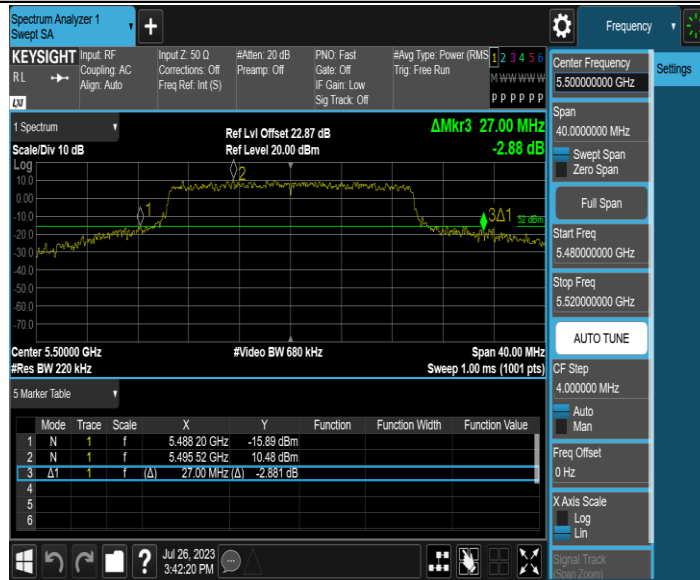 Spectrum Analyzer 1
Swept SA
Frequency
KEYSIGHT
RL
LXI
Input: RF
Coupling: AC
Align: Auto
Input Z: 50 Ω
Corrections: Off
Freq Ref: Int (S)
#Atten: 20 dB
Preamp: Off
PNO: Fast
Gate: Off
IF Gain: Low
Sig Track: Off
#Avg Type: Power (RMS
Trig: Free Run
1 2 3 4 5 6
M W W W W W
P P P P P P
Center Frequency
5.500000000 GHz
Settings
Span
40.0000000 MHz
Swept Span
Zero Span
Full Span
Start Freq
5.480000000 GHz
Stop Freq
5.520000000 GHz
AUTO TUNE
CF Step
4.000000 MHz
Auto
Man
Freq Offset
0 Hz
X Axis Scale
Log
Lin
Signal Track
(Span Zoom)
1 Spectrum
Scale/Div 10 dB
Ref Lvl Offset 22.87 dB
Ref Level 20.00 dBm
ΔMkr3 27.00 MHz
-2.88 dB
Log
10.0
0.00
-10.0
-20.0
-30.0
-40.0
-50.0
-60.0
-70.0
1
2
3Δ1
52 dBm
Center 5.5000 GHz
#Video BW 680 kHz
Span 40.00 MHz
#Res BW 220 kHz
Sweep 1.00 ms (1001 pts)
5 Marker Table
Mode Trace Scale X Y Function Function Width Function Value
1 N 1 f 5.488 20 GHz -15.89 dBm
2 N 1 f 5.495 52 GHz 10.48 dBm
3 Δ1 1 f (Δ) 27.00 MHz (Δ) -2.881 dB
4
5
6
?
Jul 26, 2023
3:42:20 PM